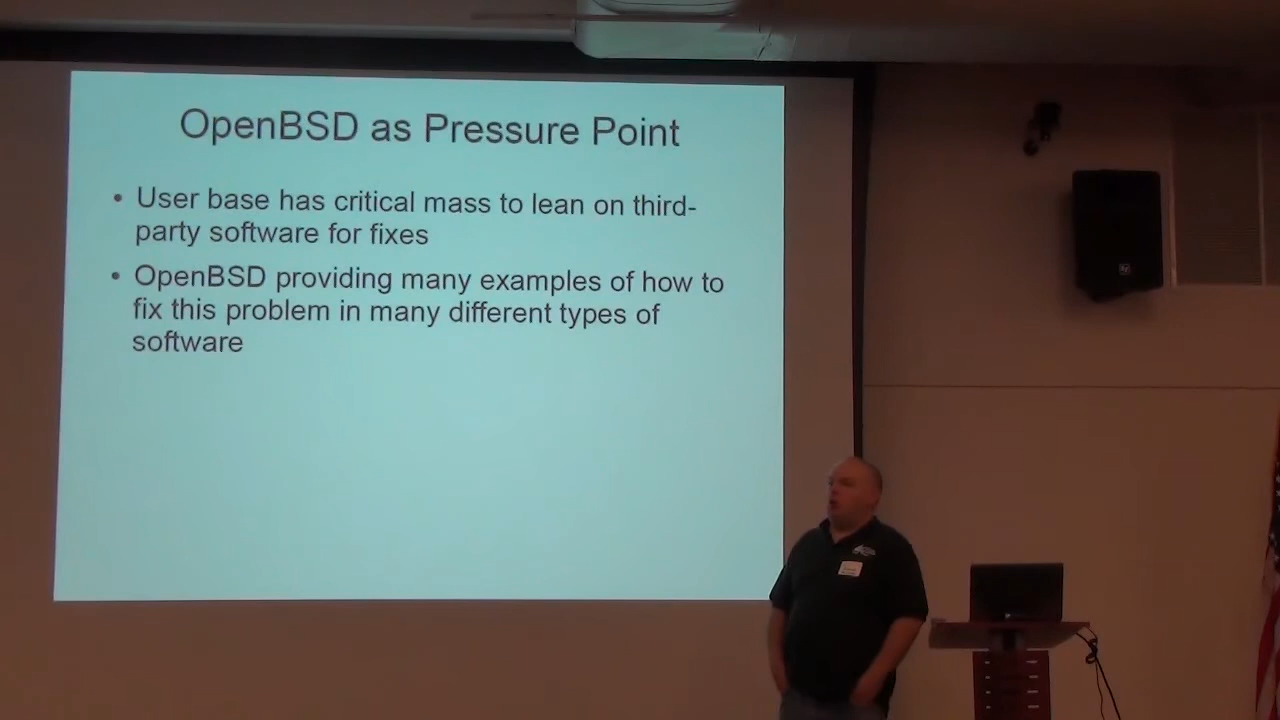 OpenBSD as Pressure Point
• User base has critical mass to lean on third-
party software for fixes
• OpenBSD providing many examples of how to
fix this problem in many different types of
software